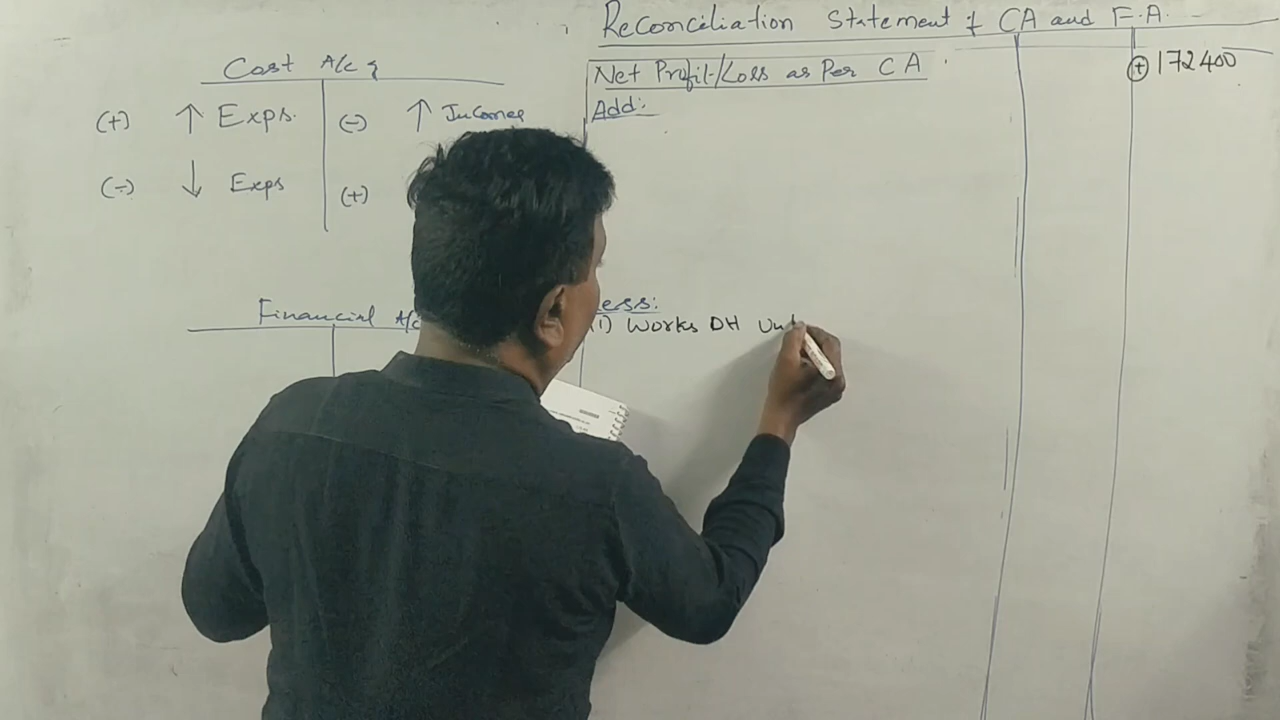 Reconciliation Statement of CA and F.A.
Cost A/c
Net Profit/Loss as Per CA
(+) 172400
Add:
(+) ↑ Exps. (-) ↑ Incomes
(-) ↓ Exps (+)
Financial A/c
ess:
(1) Works OH Und